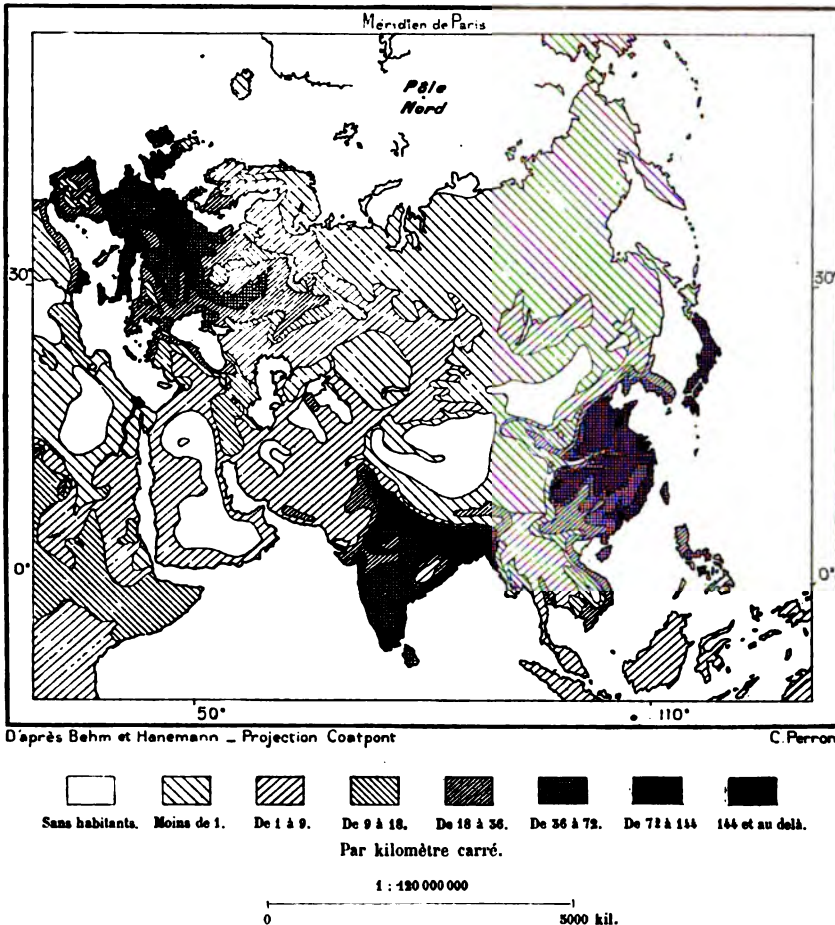 Méridien de Paris
Pôle
Nord
30°
30°
0°
0°
50°
110°
D'après Behm et Hanemann _ Projection Coatpont
C. Perron
Sans habitants.
Moins de 1.
De 1 à 9.
De 9 à 18.
De 18 à 36.
De 36 à 72.
De 72 à 144
144 et au delà.
Par kilomètre carré.
1 : 120 000 000
0
5000 kil.